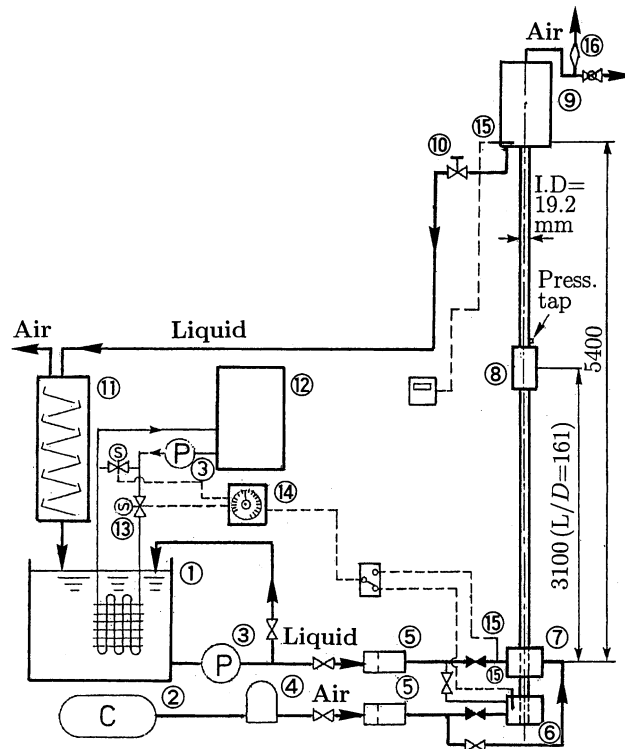 Air
⑯
⑨
⑮
⑩
I.D=
19.2
mm
Press.
tap
Air
Liquid
5400
⑧
⑪
⑫
S
P
③
⑭
S
⑬
3100 (L/D=161)
①
③
Liquid
⑤
⑮
⑦
P
②
④
Air
⑤
⑮
C
⑥